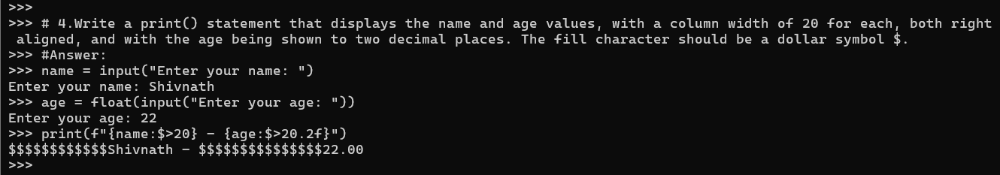 >>>
>>> # 4.Write a print() statement that displays the name and age values, with a column width of 20 for each, both right
 aligned, and with the age being shown to two decimal places. The fill character should be a dollar symbol $.
>>> #Answer:
>>> name = input("Enter your name: ")
Enter your name: Shivnath
>>> age = float(input("Enter your age: "))
Enter your age: 22
>>> print(f"{name:$>20} - {age:$>20.2f}")
$$$$$$$$$$$$Shivnath - $$$$$$$$$$$$$$$22.00
>>>